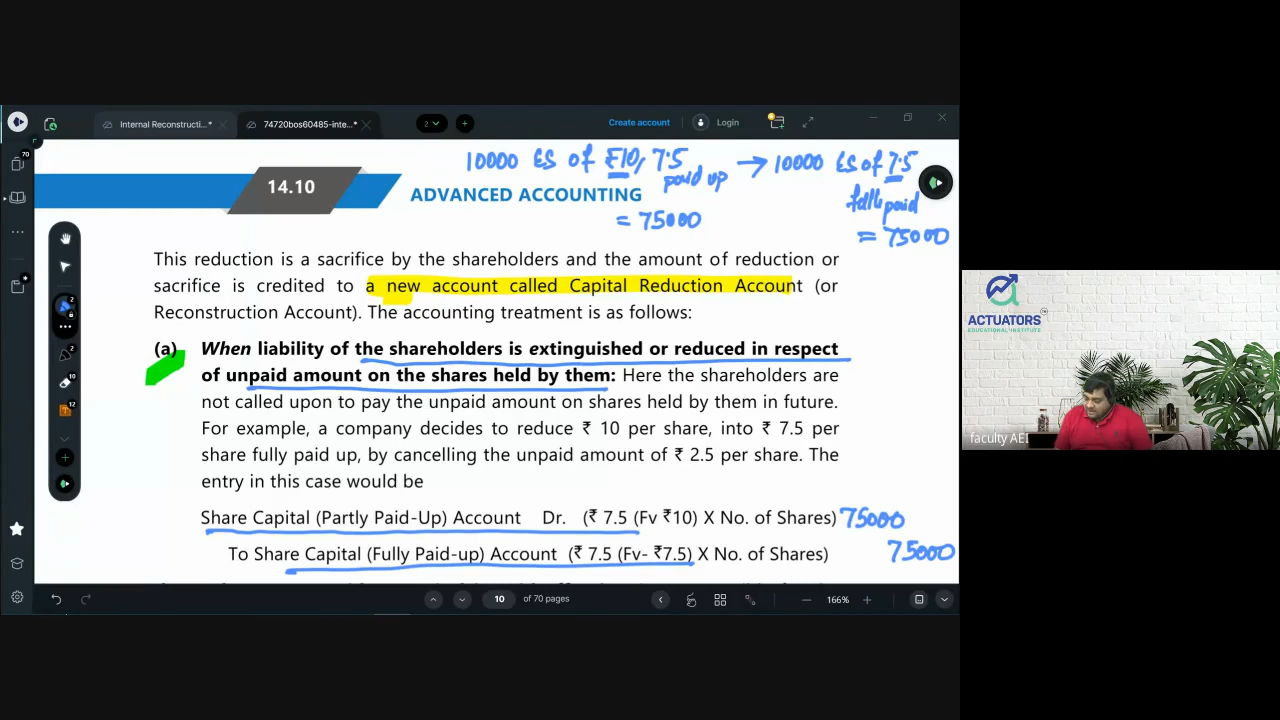 Internal Reconstructi...*
74720bos60485-inte...*
2
Create account
Login
70
10000 ES of ₹10, 7.5 paid up → 10000 ES of 7.5 fully paid
= 75000
= 75000
14.10
ADVANCED ACCOUNTING
This reduction is a sacrifice by the shareholders and the amount of reduction or
sacrifice is credited to a new account called Capital Reduction Account (or
Reconstruction Account). The accounting treatment is as follows:
(a) When liability of the shareholders is extinguished or reduced in respect
of unpaid amount on the shares held by them: Here the shareholders are
not called upon to pay the unpaid amount on shares held by them in future.
For example, a company decides to reduce ₹ 10 per share, into ₹ 7.5 per
share fully paid up, by cancelling the unpaid amount of ₹ 2.5 per share. The
entry in this case would be
Share Capital (Partly Paid-Up) Account Dr. (₹ 7.5 (Fv ₹10) X No. of Shares) 75000
To Share Capital (Fully Paid-up) Account (₹ 7.5 (Fv- ₹7.5) X No. of Shares) 75000
2
2
10
12
10 of 70 pages
166%
ACTUATORS
EDUCATIONAL INSTITUTE
faculty AEI